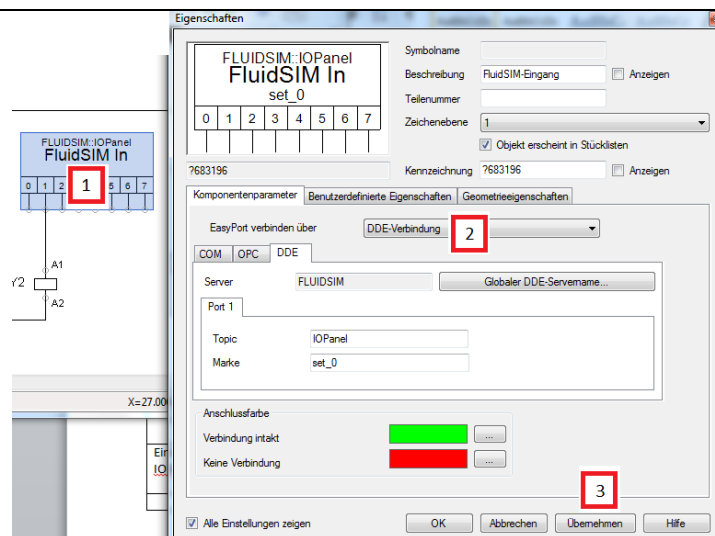 Eigenschaften
FLUIDSIM::IOPanel
FluidSIM In
set_0
0 1 2 3 4 5 6 7
?683196
Symbolname
Beschreibung FluidSIM-Eingang Anzeigen
Teilenummer
Zeichenebene 1
Objekt erscheint in Stücklisten
Kennzeichnung ?683196 Anzeigen
Komponentenparameter Benutzerdefinierte Eigenschaften Geometrieeigenschaften
EasyPort verbinden über DDE-Verbindung
2
COM OPC DDE
Server FLUIDSIM Globaler DDE-Servername...
Port 1
Topic IOPanel
Marke set_0
Anschlussfarbe
Verbindung intakt ...
Keine Verbindung ...
3
Alle Einstellungen zeigen OK Abbrechen Übernehmen Hilfe
FLUIDSIM::IOPanel
FluidSIM In
0 1 2 1 5 6 7
A1
Y2
A2
X=27.00
Ein
IO